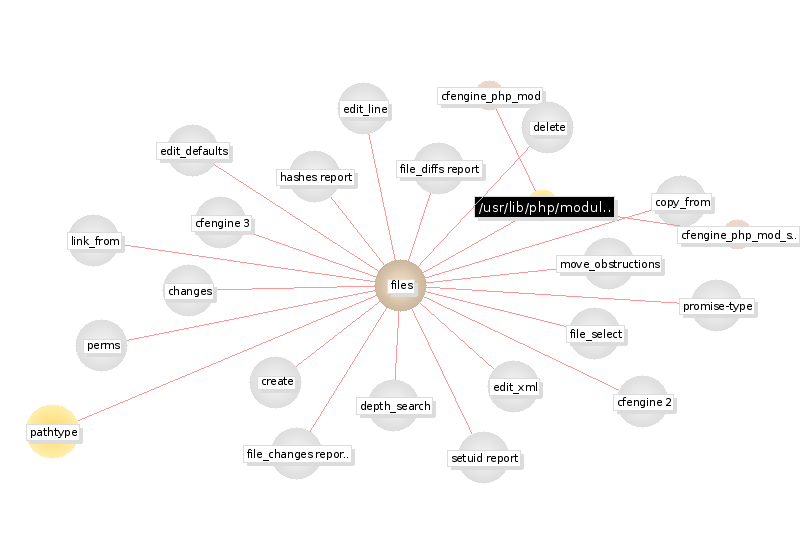 cfengine_php_mod
edit_line
delete
edit_defaults
file_diffs report
hashes report
copy_from
/usr/lib/php/modul..
cfengine 3
cfengine_php_mod_s..
link_from
move_obstructions
files
changes
promise-type
file_select
perms
create
edit_xml
cfengine 2
depth_search
pathtype
file_changes repor..
setuid report